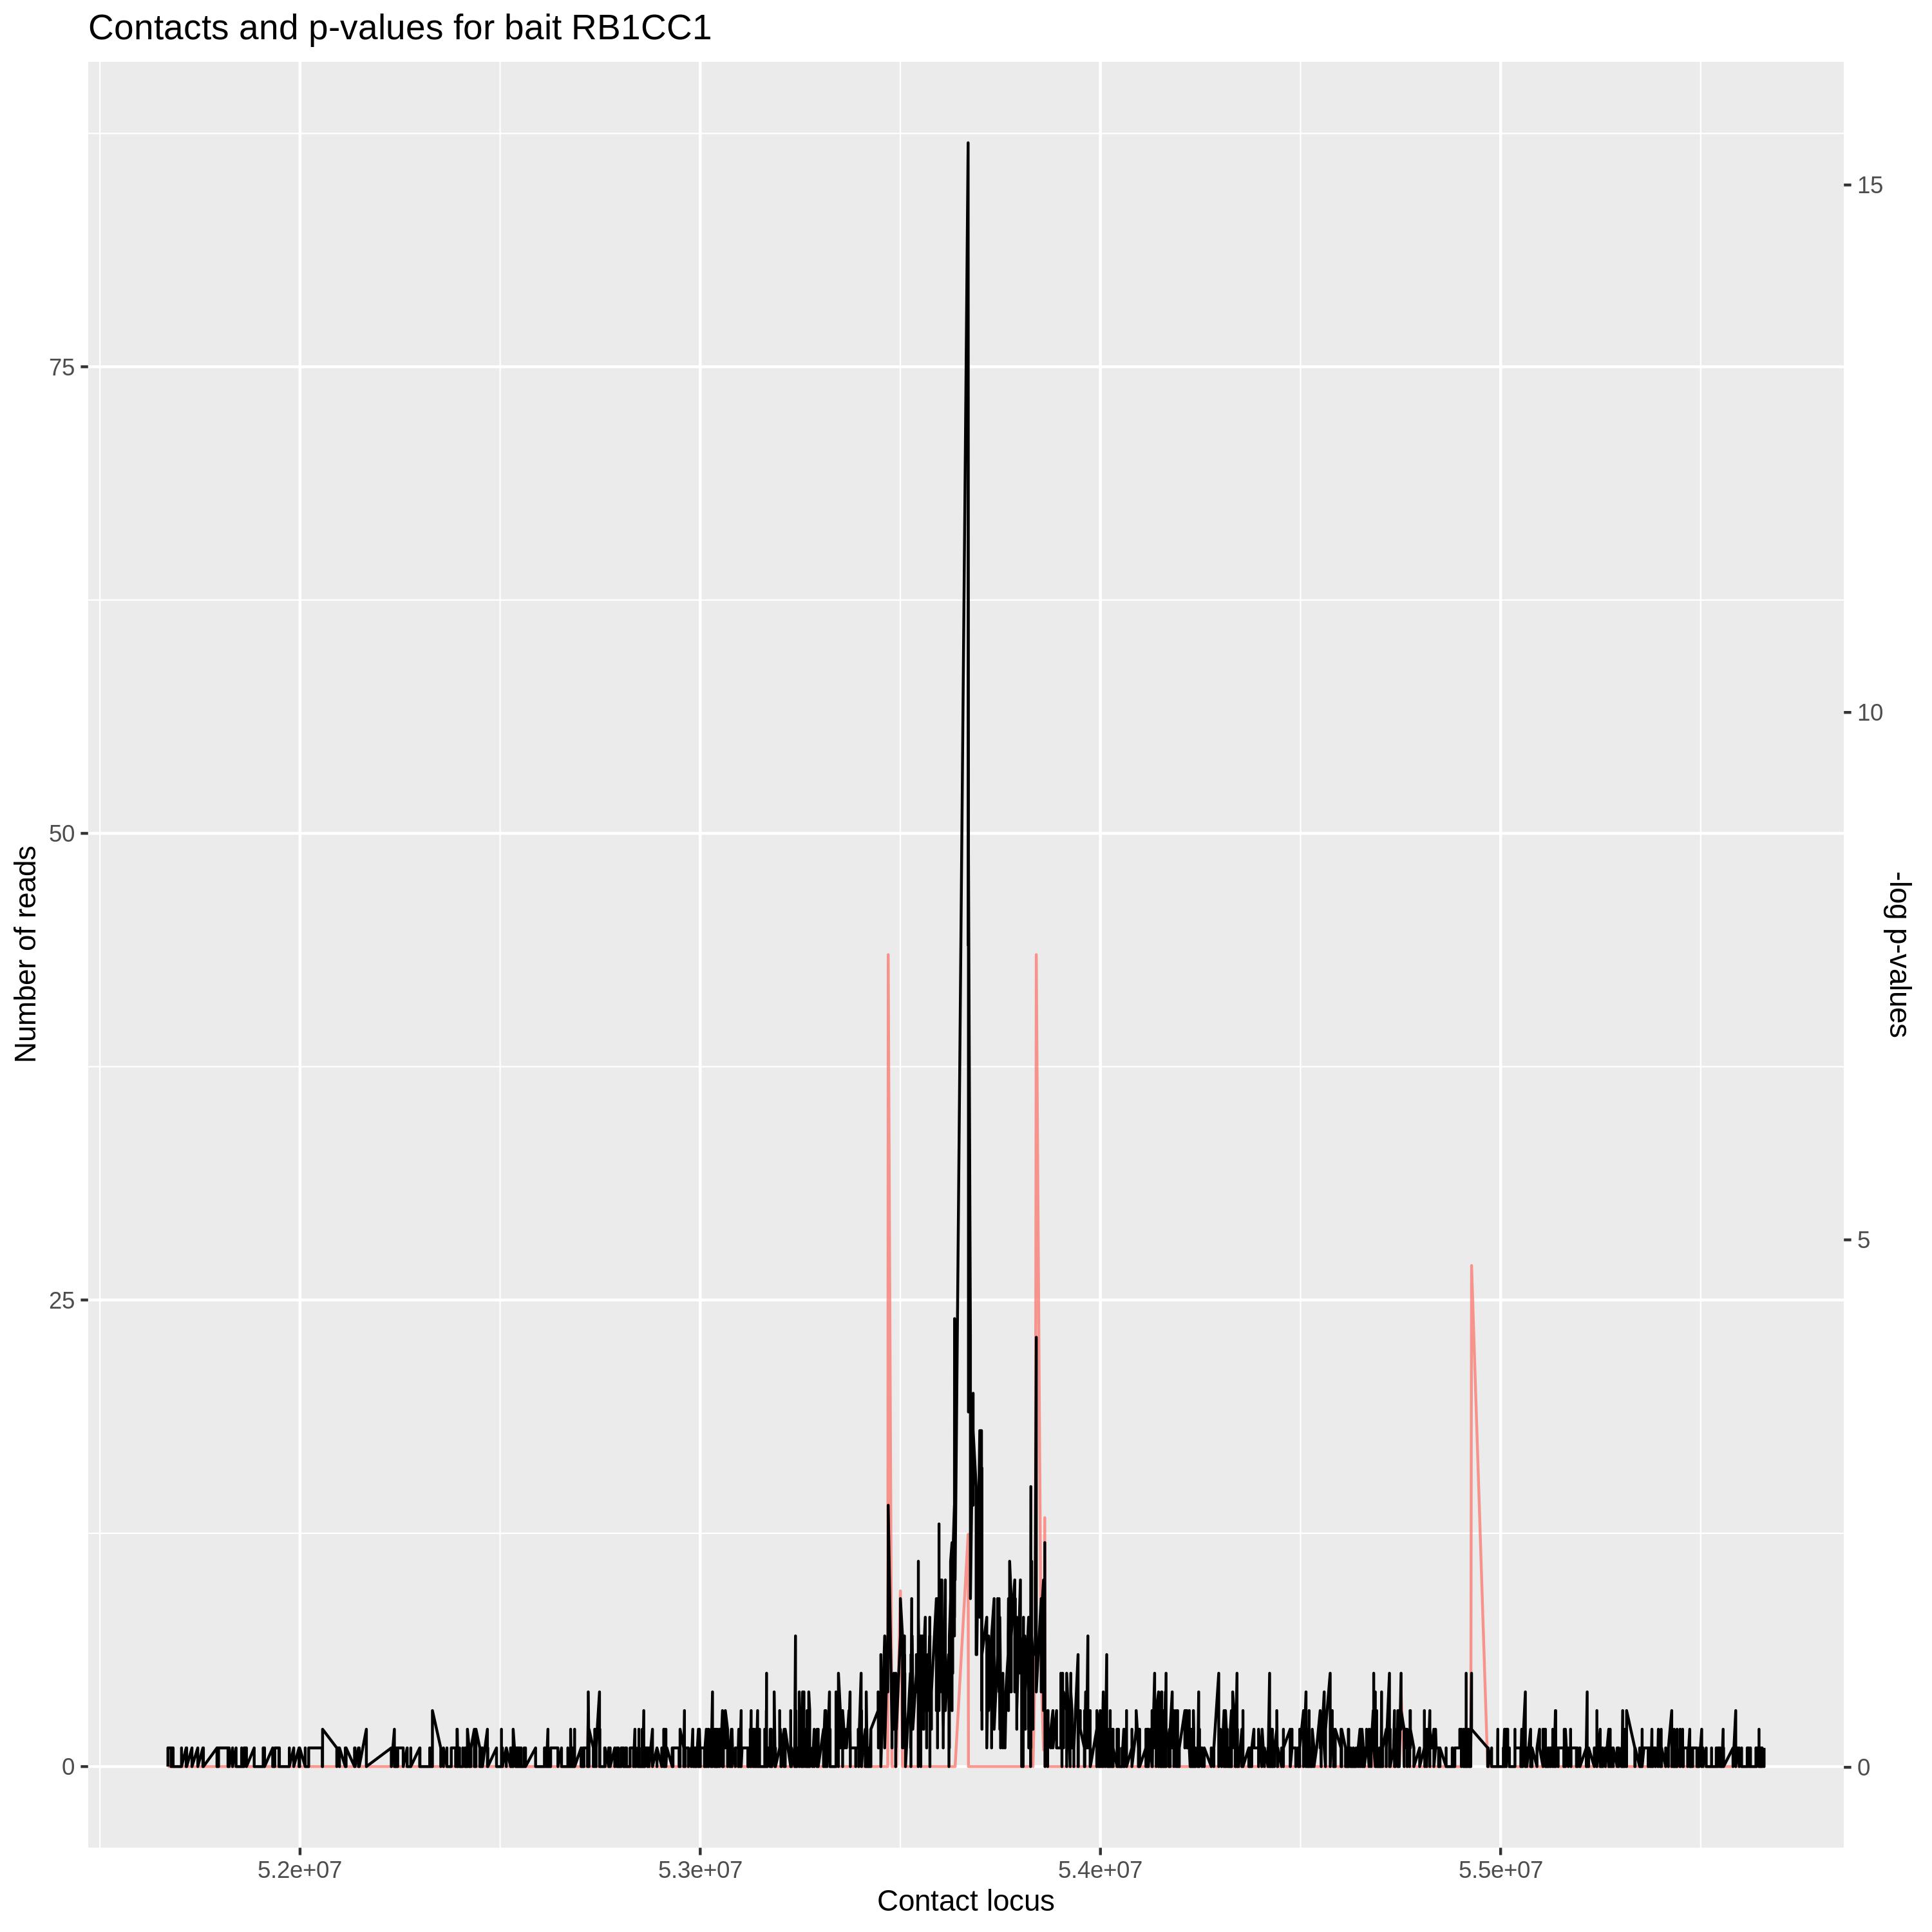 Contacts and p-values for bait RB1CC1
75
50
25
0
15
10
5
0
Number of reads
-log p-values
5.2e+07
5.3e+07
5.4e+07
5.5e+07
Contact locus